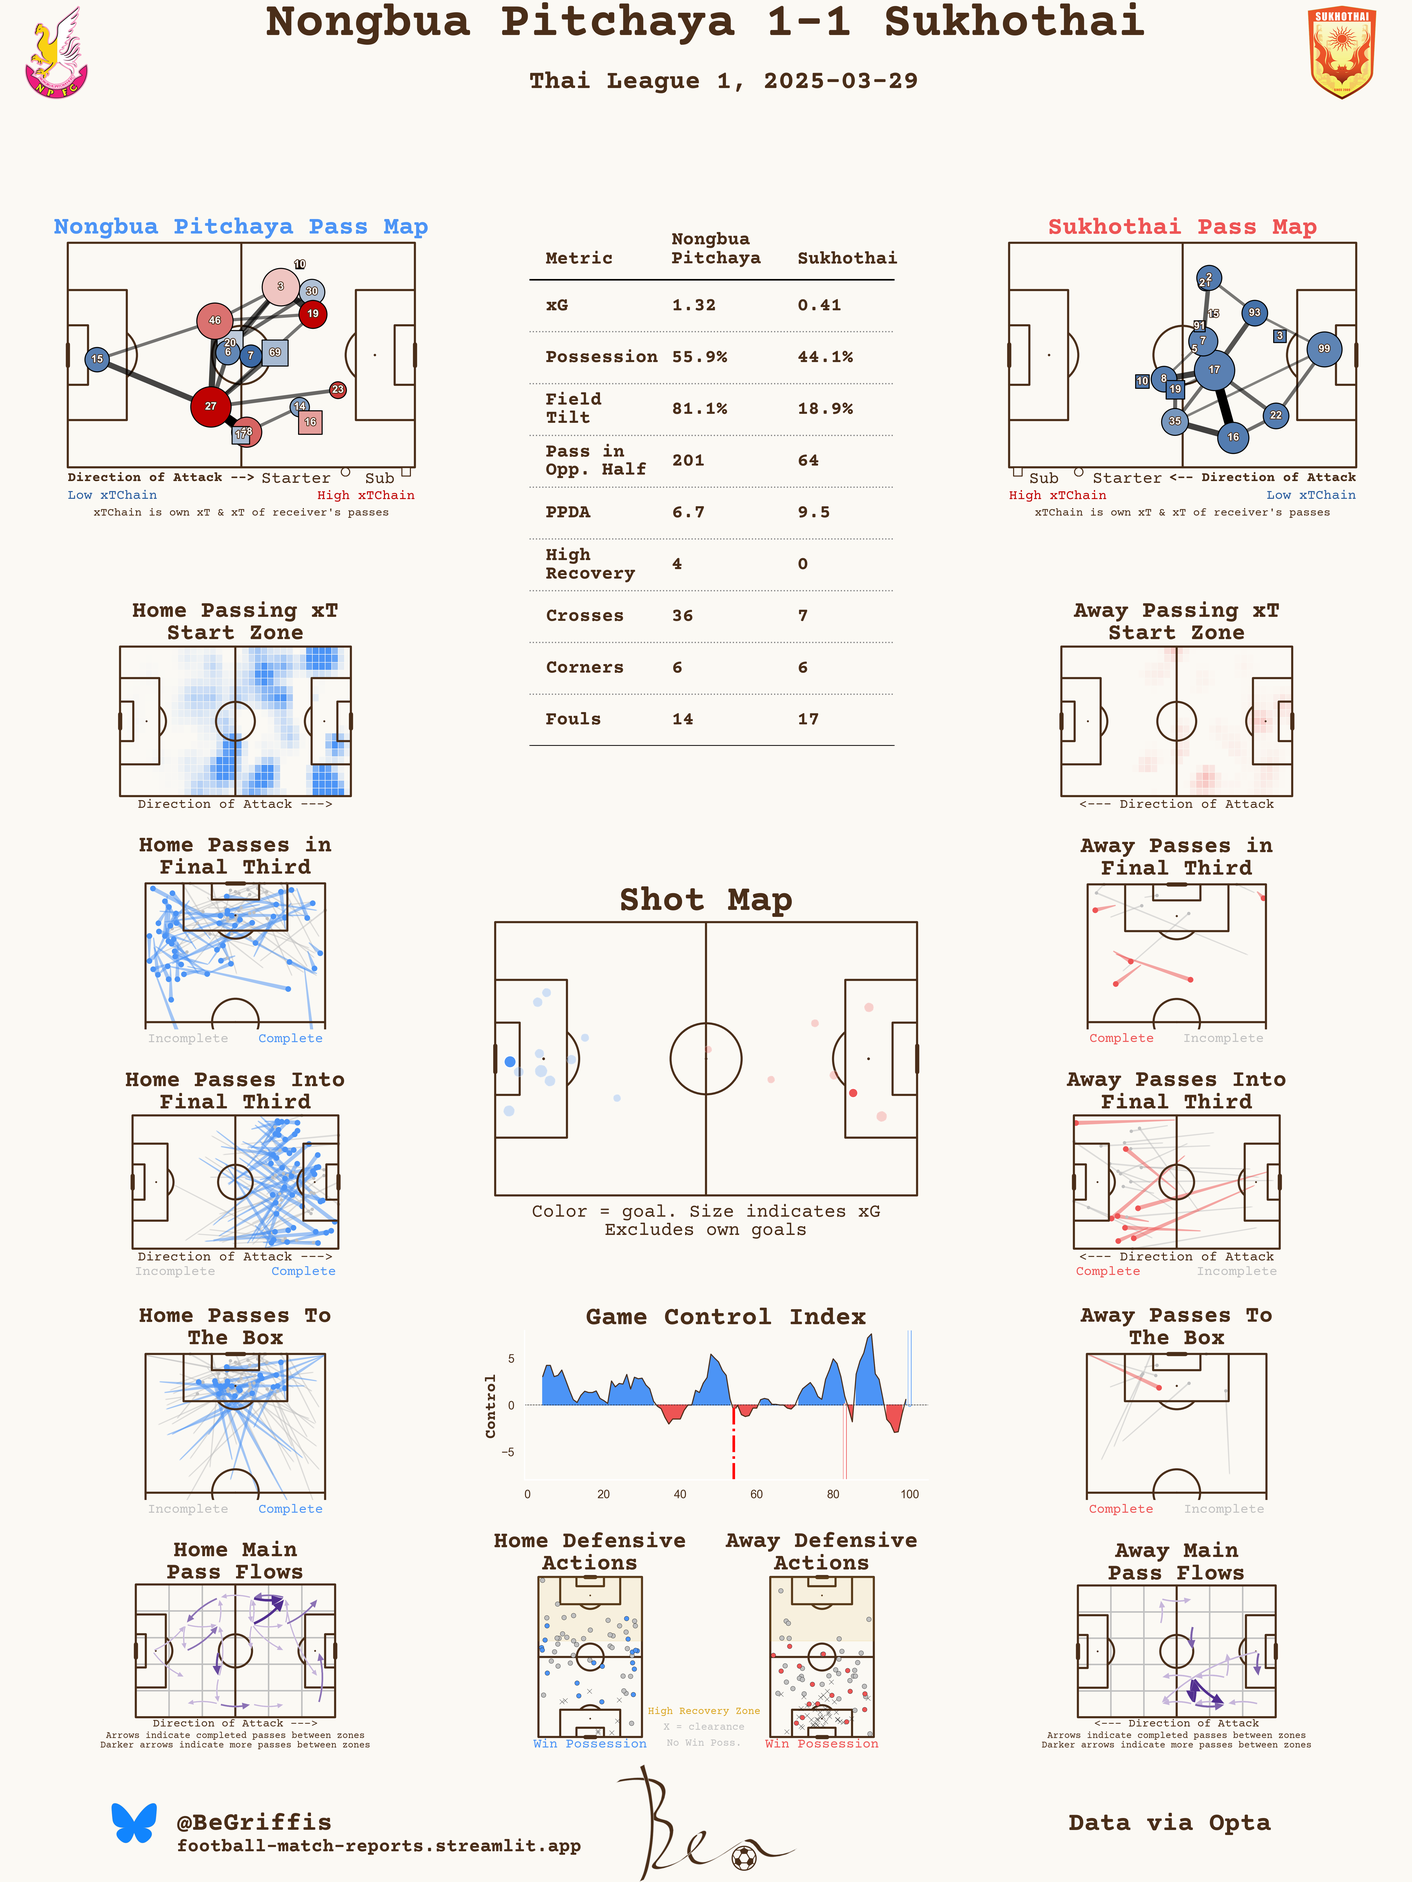 Nongbua Pitchaya 1-1 Sukhothai
Thai League 1, 2025-03-29
N P F C
SUKHOTHAI
Nongbua Pitchaya Pass Map
10
3
30
19
46
20
6
7
69
15
27
23
14
16
17
48
Direction of Attack --> Starter Sub
Low xTChain High xTChain
xTChain is own xT & xT of receiver's passes
Metric Nongbua Pitchaya Sukhothai
xG 1.32 0.41
Possession 55.9% 44.1%
Field Tilt 81.1% 18.9%
Pass in Opp. Half 201 64
PPDA 6.7 9.5
High Recovery 4 0
Crosses 36 7
Corners 6 6
Fouls 14 17
Sukhothai Pass Map
2
21
15
93
91
7
5
3
99
17
8
10
19
35
22
16
Sub Starter <-- Direction of Attack
High xTChain Low xTChain
xTChain is own xT & xT of receiver's passes
Home Passing xT
Start Zone
Direction of Attack --->
Away Passing xT
Start Zone
<--- Direction of Attack
Home Passes in
Final Third
Incomplete Complete
Away Passes in
Final Third
Complete Incomplete
Shot Map
Color = goal. Size indicates xG
Excludes own goals
Home Passes Into
Final Third
Direction of Attack --->
Incomplete Complete
Away Passes Into
Final Third
<--- Direction of Attack
Complete Incomplete
Home Passes To
The Box
Incomplete Complete
Game Control Index
Control
5
0
−5
0 20 40 60 80 100
Away Passes To
The Box
Complete Incomplete
Home Main
Pass Flows
Direction of Attack --->
Arrows indicate completed passes between zones
Darker arrows indicate more passes between zones
Home Defensive
Actions
Win Possession
High Recovery Zone
X = clearance
No Win Poss.
Away Defensive
Actions
Win Possession
Away Main
Pass Flows
<--- Direction of Attack
Arrows indicate completed passes between zones
Darker arrows indicate more passes between zones
@BeGriffis
football-match-reports.streamlit.app
Ben
Data via Opta